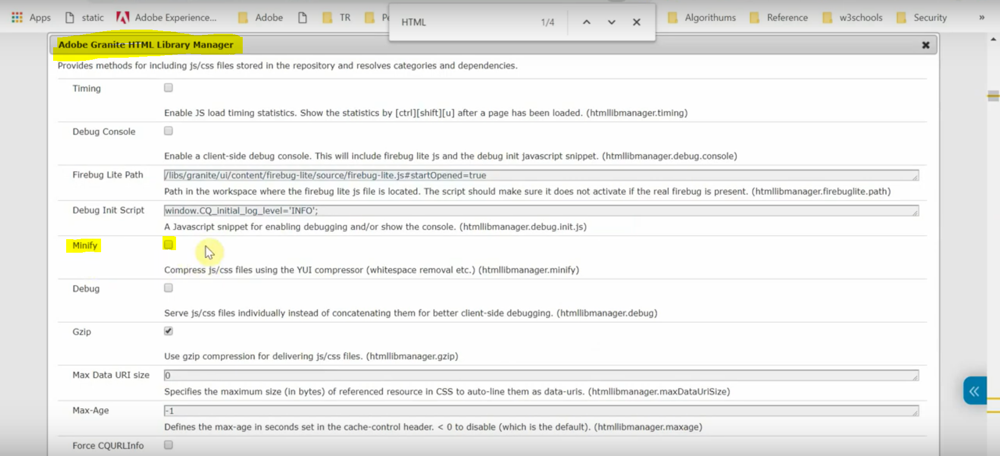 Apps static Adobe Experience... Adobe TR HTML 1/4 Algorithums Reference w3schools Security »
Adobe Granite HTML Library Manager
Provides methods for including js/css files stored in the repository and resolves categories and dependencies.
Timing
Enable JS load timing statistics. Show the statistics by [ctrl][shift][u] after a page has been loaded. (htmllibmanager.timing)
Debug Console
Enable a client-side debug console. This will include firebug lite js and the debug init javascript snippet. (htmllibmanager.debug.console)
Firebug Lite Path /libs/granite/ui/content/firebug-lite/source/firebug-lite.js#startOpened=true
Path in the workspace where the firebug lite js file is located. The script should make sure it does not activate if the real firebug is present. (htmllibmanager.firebuglite.path)
Debug Init Script window.CQ_initial_log_level='INFO';
A Javascript snippet for enabling debugging and/or show the console. (htmllibmanager.debug.init.js)
Minify
Compress js/css files using the YUI compressor (whitespace removal etc.) (htmllibmanager.minify)
Debug
Serve js/css files individually instead of concatenating them for better client-side debugging. (htmllibmanager.debug)
Gzip
Use gzip compression for delivering js/css files. (htmllibmanager.gzip)
Max Data URI size 0
Specifies the maximum size (in bytes) of referenced resource in CSS to auto-line them as data-uris. (htmllibmanager.maxDataUriSize)
Max-Age -1
Defines the max-age in seconds set in the cache-control header. < 0 to disable (which is the default). (htmllibmanager.maxage)
Force CQURLInfo